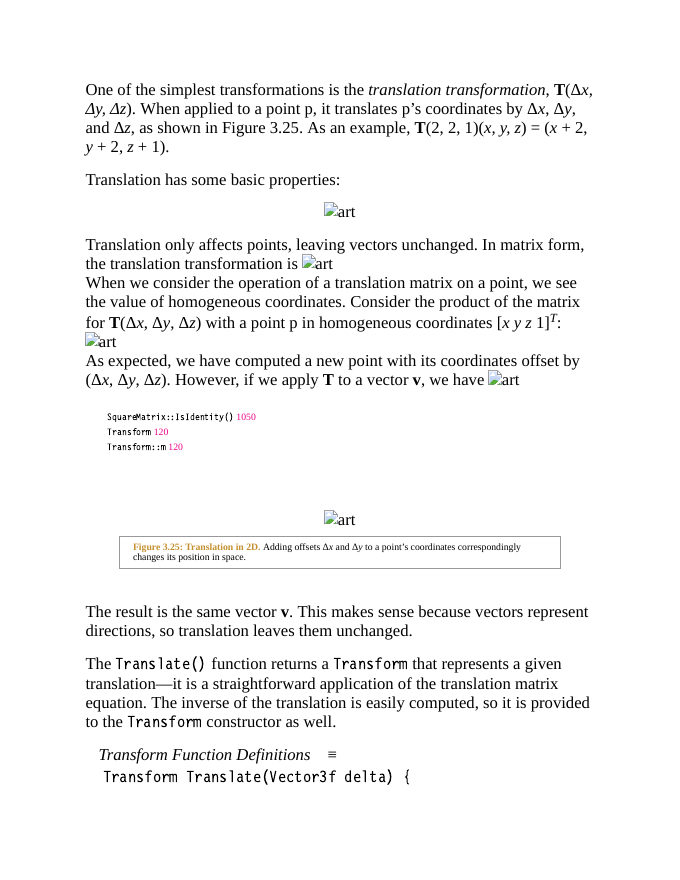 One of the simplest transformations is the translation transformation, T(Δx,
Δy, Δz). When applied to a point p, it translates p’s coordinates by Δx, Δy,
and Δz, as shown in Figure 3.25. As an example, T(2, 2, 1)(x, y, z) = (x + 2,
y + 2, z + 1).
Translation has some basic properties:
art
Translation only affects points, leaving vectors unchanged. In matrix form,
the translation transformation is art
When we consider the operation of a translation matrix on a point, we see
the value of homogeneous coordinates. Consider the product of the matrix
for T(Δx, Δy, Δz) with a point p in homogeneous coordinates [x y z 1]^T:
art
As expected, we have computed a new point with its coordinates offset by
(Δx, Δy, Δz). However, if we apply T to a vector v, we have art
SquareMatrix::IsIdentity() 1050
Transform 120
Transform::m 120
art
Figure 3.25: Translation in 2D. Adding offsets Δx and Δy to a point’s coordinates correspondingly
changes its position in space.
The result is the same vector v. This makes sense because vectors represent
directions, so translation leaves them unchanged.
The Translate() function returns a Transform that represents a given
translation—it is a straightforward application of the translation matrix
equation. The inverse of the translation is easily computed, so it is provided
to the Transform constructor as well.
Transform Function Definitions ≡
Transform Translate(Vector3f delta) {